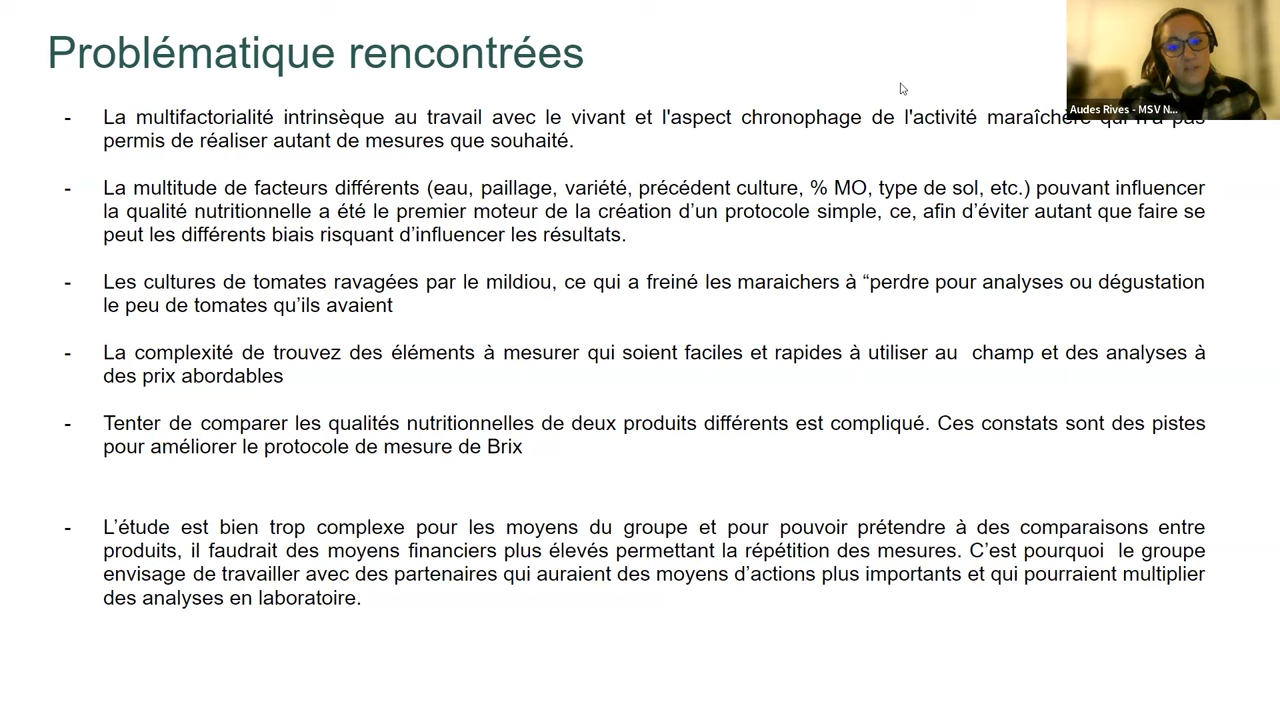 Problématique rencontrées
Audes Rives - MSV N...
- La multifactorialité intrinsèque au travail avec le vivant et l'aspect chronophage de l'activité maraîchère qui n'a pas
permis de réaliser autant de mesures que souhaité.
- La multitude de facteurs différents (eau, paillage, variété, précédent culture, % MO, type de sol, etc.) pouvant influencer
la qualité nutritionnelle a été le premier moteur de la création d’un protocole simple, ce, afin d’éviter autant que faire se
peut les différents biais risquant d’influencer les résultats.
- Les cultures de tomates ravagées par le mildiou, ce qui a freiné les maraichers à “perdre pour analyses ou dégustation
le peu de tomates qu’ils avaient
- La complexité de trouvez des éléments à mesurer qui soient faciles et rapides à utiliser au  champ et des analyses à
des prix abordables
- Tenter de comparer les qualités nutritionnelles de deux produits différents est compliqué. Ces constats sont des pistes
pour améliorer le protocole de mesure de Brix
- L’étude est bien trop complexe pour les moyens du groupe et pour pouvoir prétendre à des comparaisons entre
produits, il faudrait des moyens financiers plus élevés permettant la répétition des mesures. C’est pourquoi  le groupe
envisage de travailler avec des partenaires qui auraient des moyens d’actions plus importants et qui pourraient multiplier
des analyses en laboratoire.